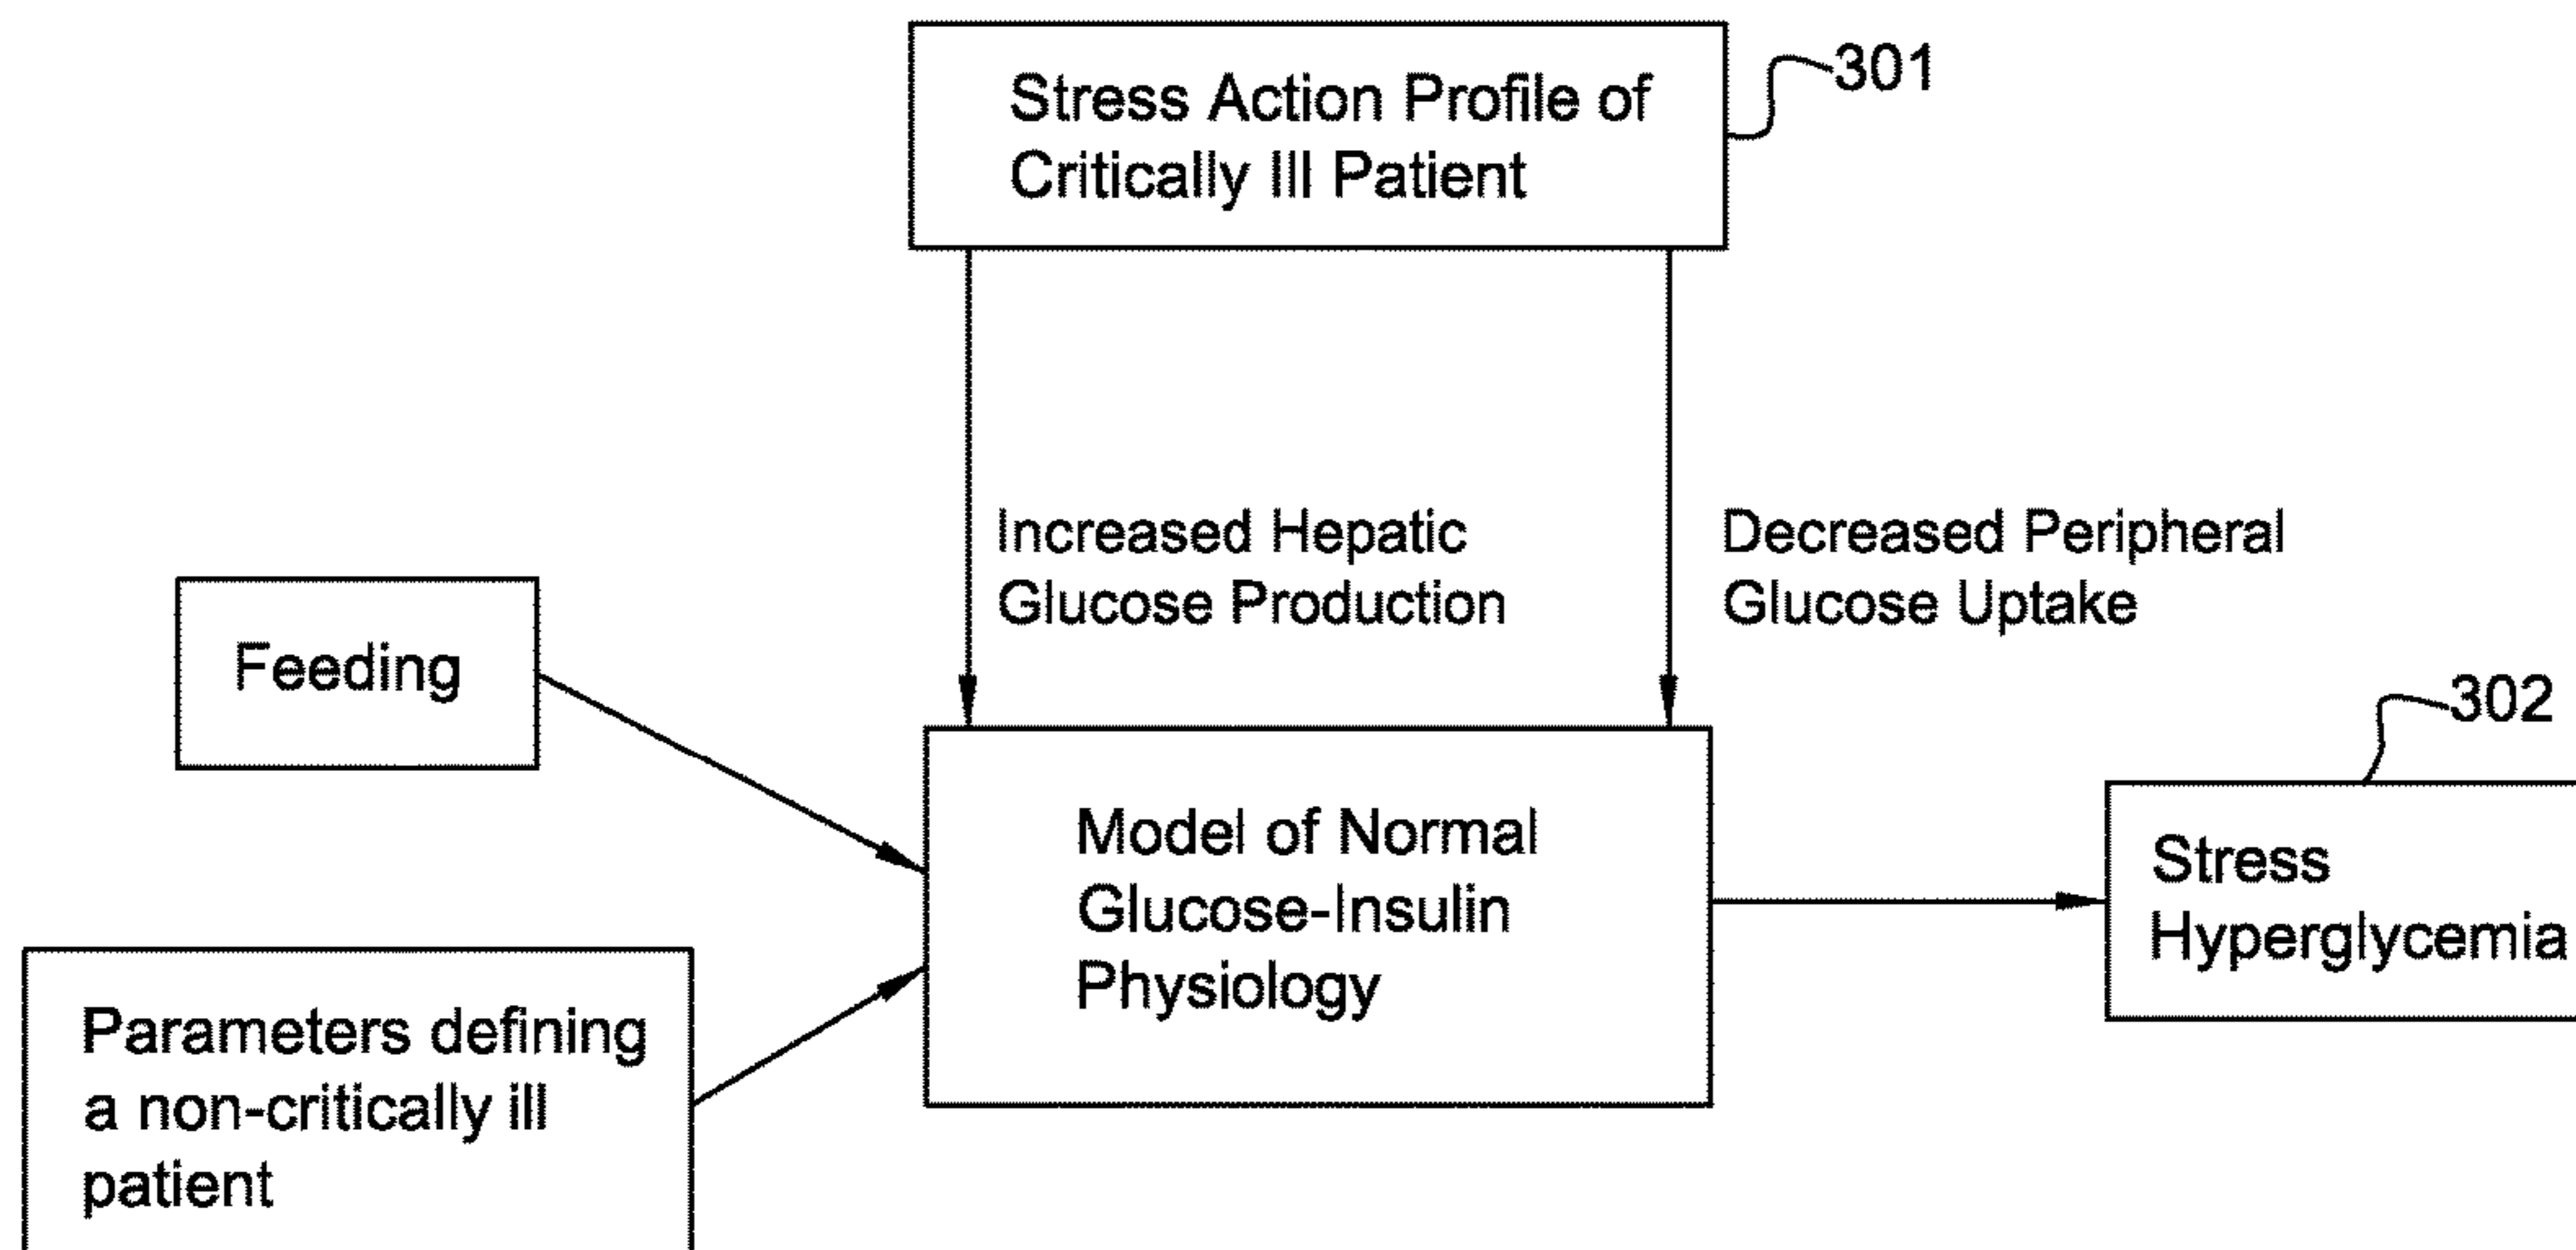 Stress Action Profile of
Critically Ill Patient
301
Increased Hepatic
Glucose Production
Decreased Peripheral
Glucose Uptake
Feeding
302
Model of Normal
Glucose-Insulin
Physiology
Stress
Hyperglycemia
Parameters defining
a non-critically ill
patient